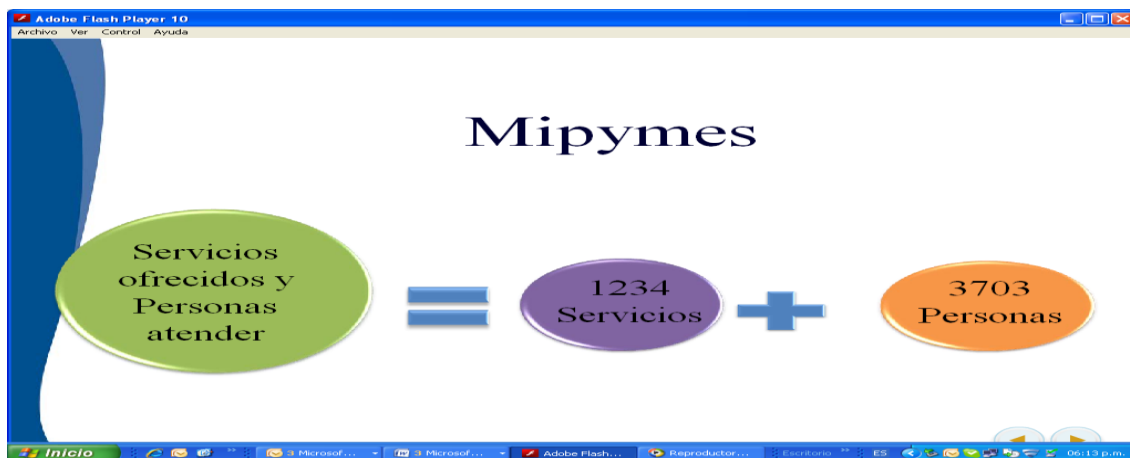 Adobe Flash Player 10
Archivo Ver Control Ayuda
Mipymes
Servicios
ofrecidos y
Personas
atender
1234
Servicios
3703
Personas
Inicio
3 Microsof...
3 Microsof...
Adobe Flash...
Reproductor...
Escritorio
ES
06:13 p.m.